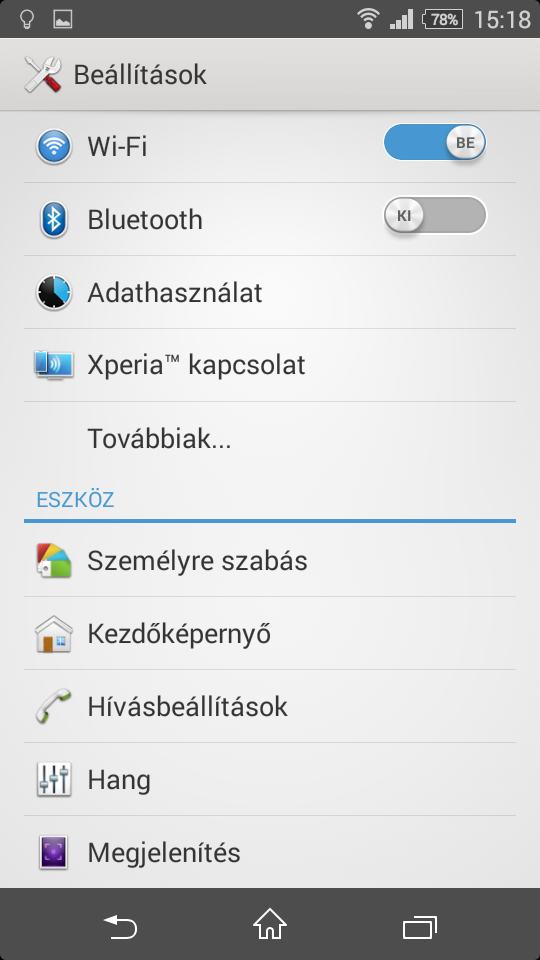 78% 15:18
Beállítások
Wi-Fi BE
Bluetooth KI
Adathasználat
Xperia™ kapcsolat
Továbbiak...
ESZKÖZ
Személyre szabás
Kezdőképernyő
Hívásbeállítások
Hang
Megjelenítés